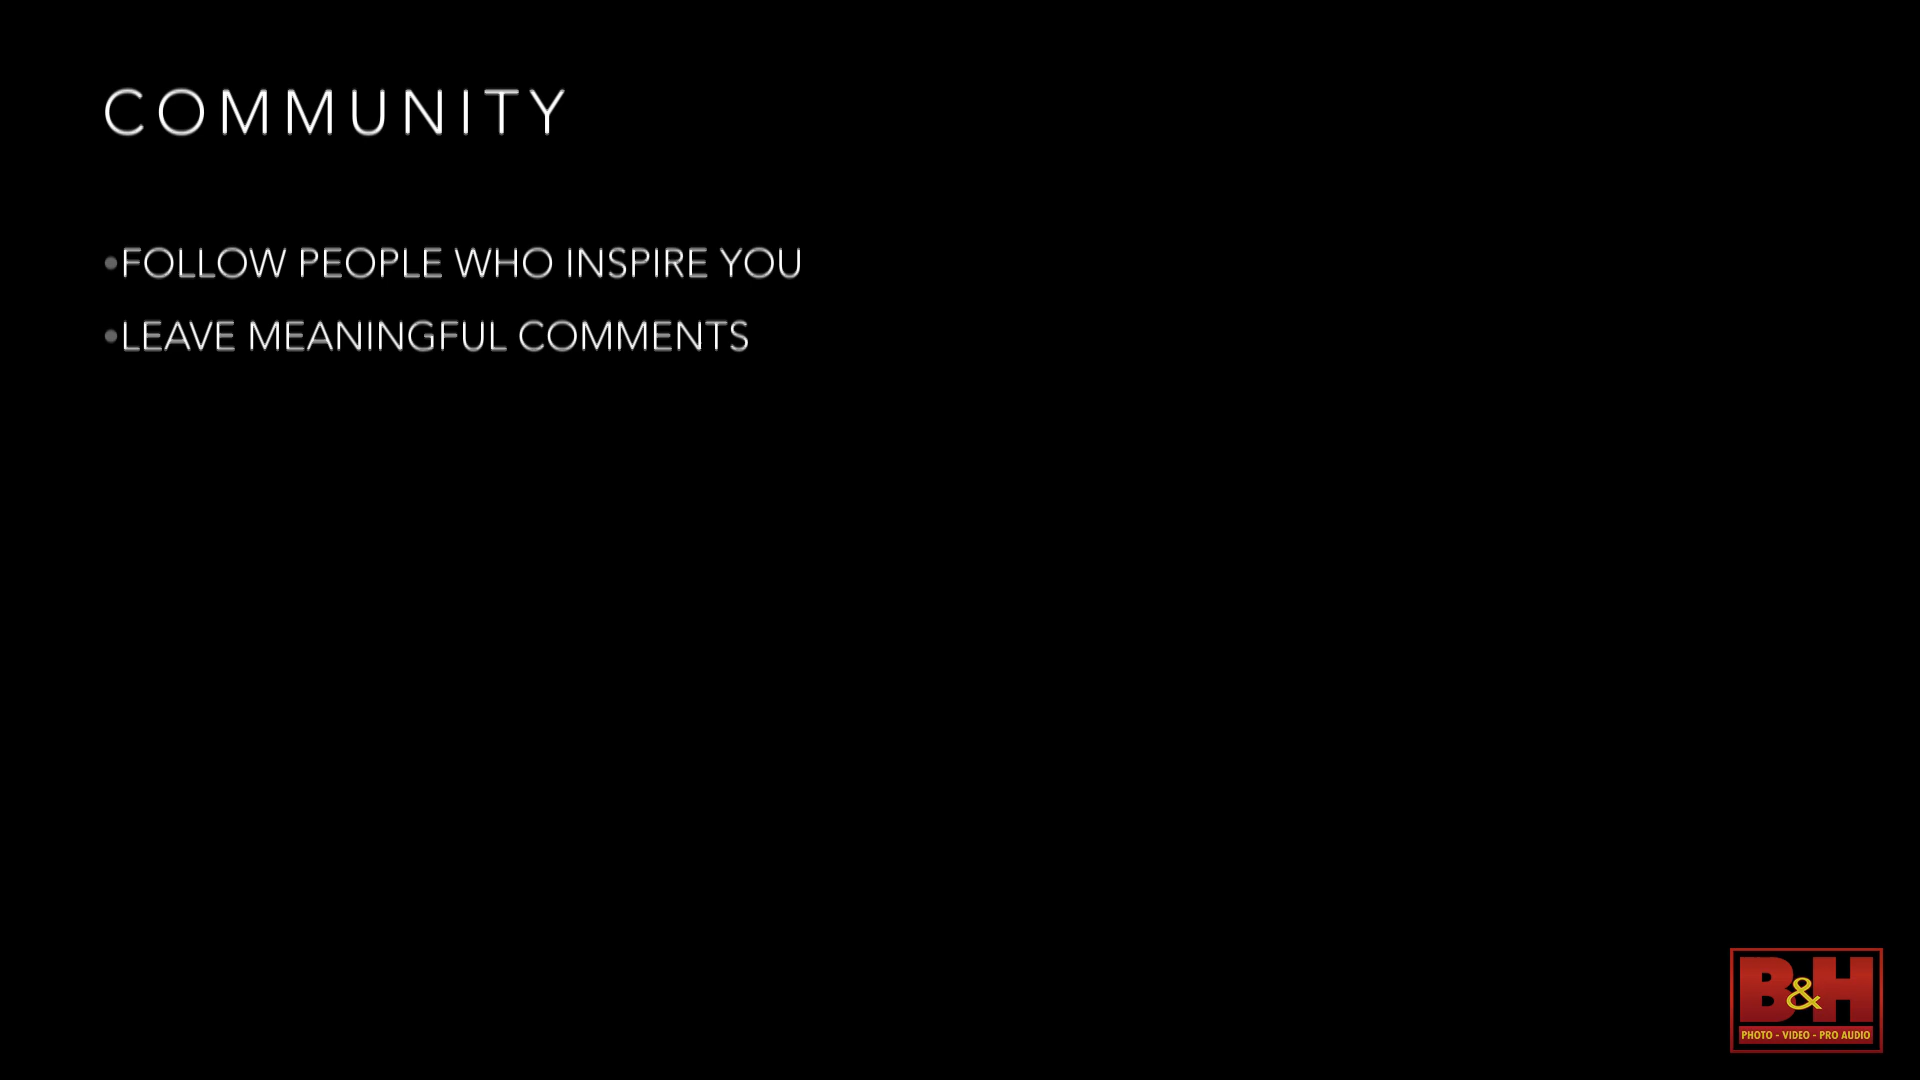 COMMUNITY
•FOLLOW PEOPLE WHO INSPIRE YOU
•LEAVE MEANINGFUL COMMENTS
B&H
PHOTO - VIDEO - PRO AUDIO